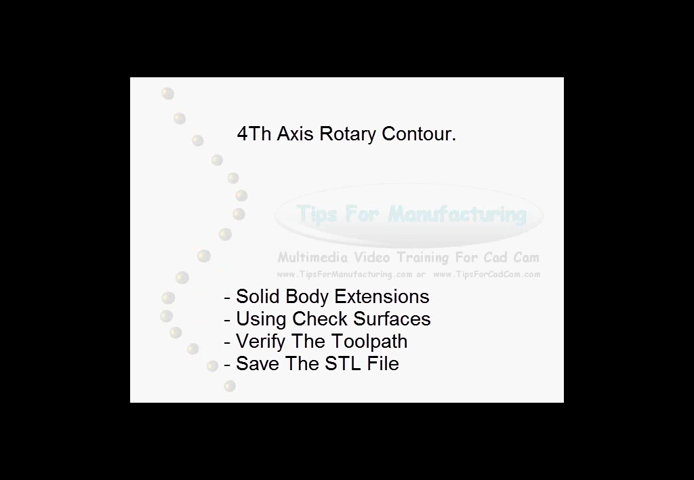 4Th Axis Rotary Contour.
Tips For Manufacturing
Multimedia Video Training For Cad Cam
www.TipsForManufacturing.com or www.TipsForCadCam.com
- Solid Body Extensions
- Using Check Surfaces
- Verify The Toolpath
- Save The STL File